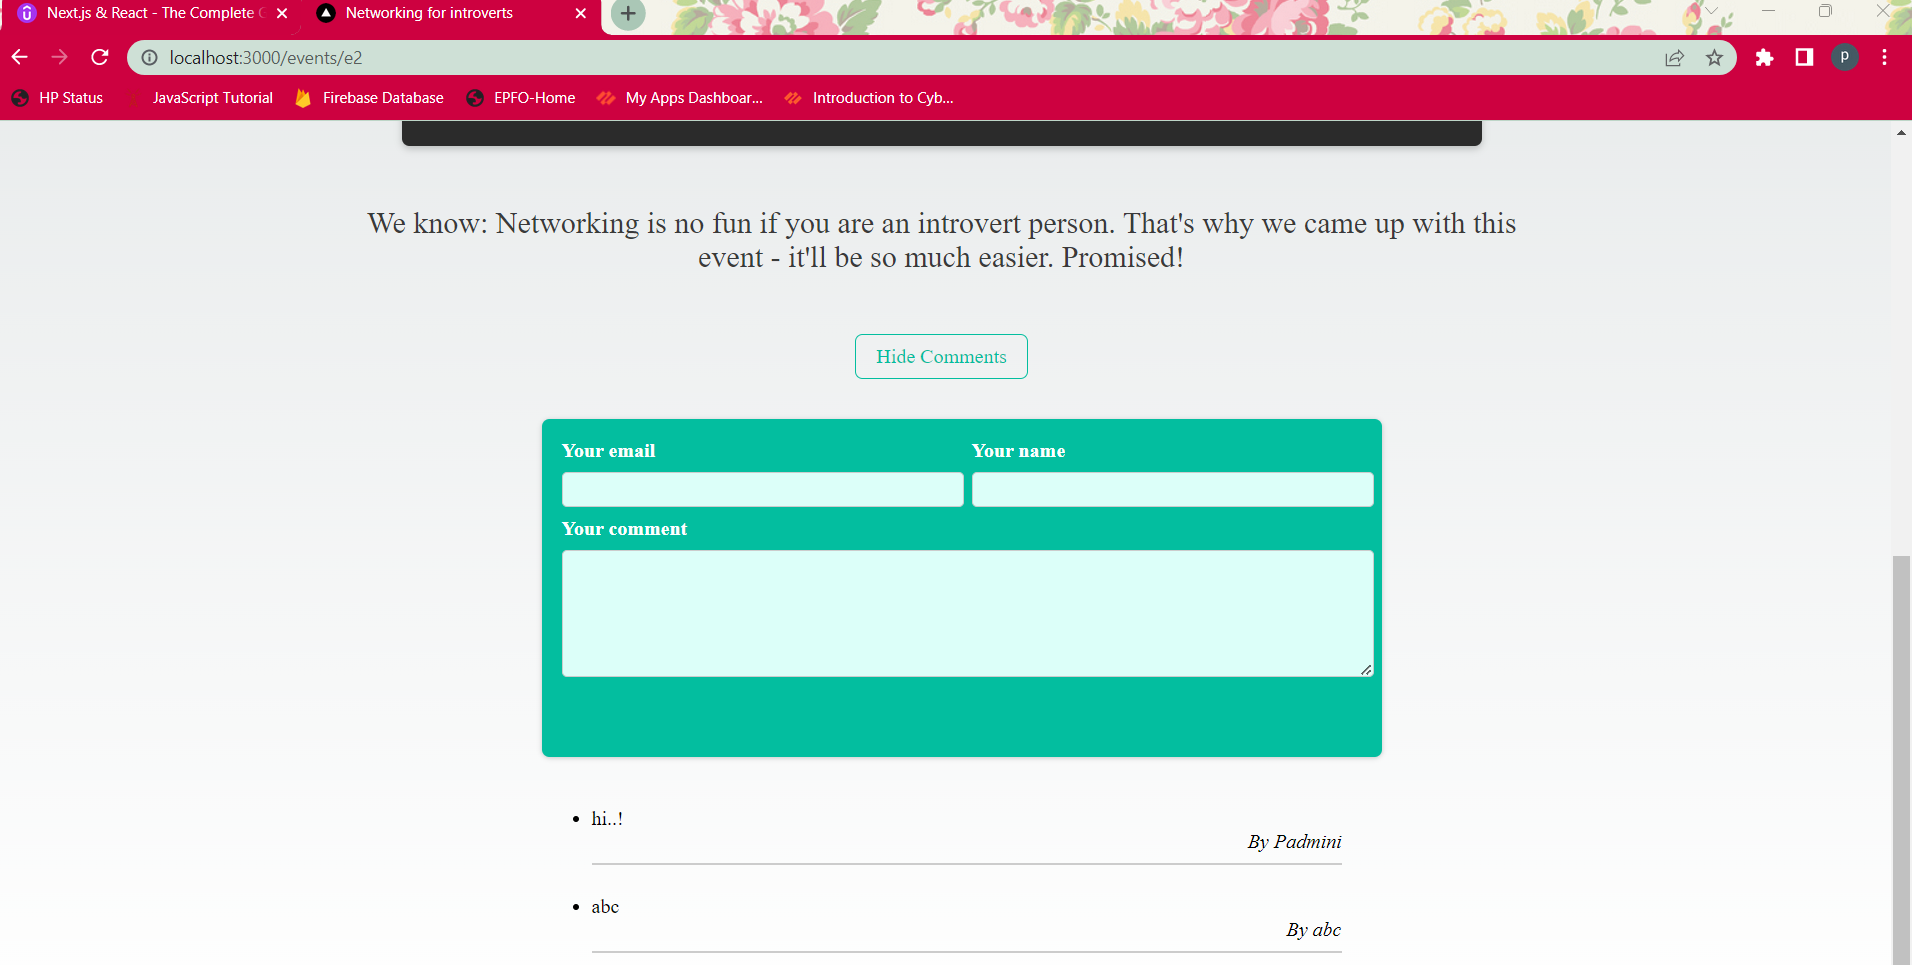 Next.js & React - The Complete
Networking for introverts
localhost:3000/events/e2
P
HP Status
JavaScript Tutorial
Firebase Database
EPFO-Home
My Apps Dashboar...
Introduction to Cyb...
We know: Networking is no fun if you are an introvert person. That's why we came up with this
event - it'll be so much easier. Promised!
Hide Comments
Your email
Your name
Your comment
hi..!
By Padmini
abc
By abc